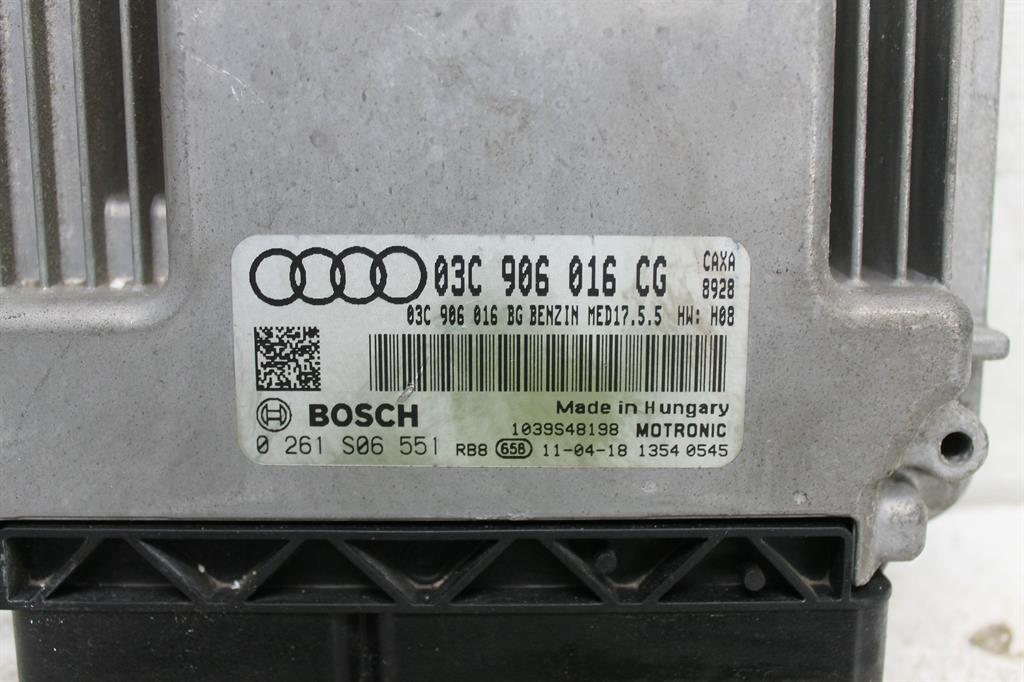 03C 906 016 CG CAXA
8928
03C 906 016 BG BENZIN MED17.5.5 HW: H08
BOSCH Made in Hungary
1039S48198 MOTRONIC
0 261 S06 551 RB8 658 11-04-18 1354 0545